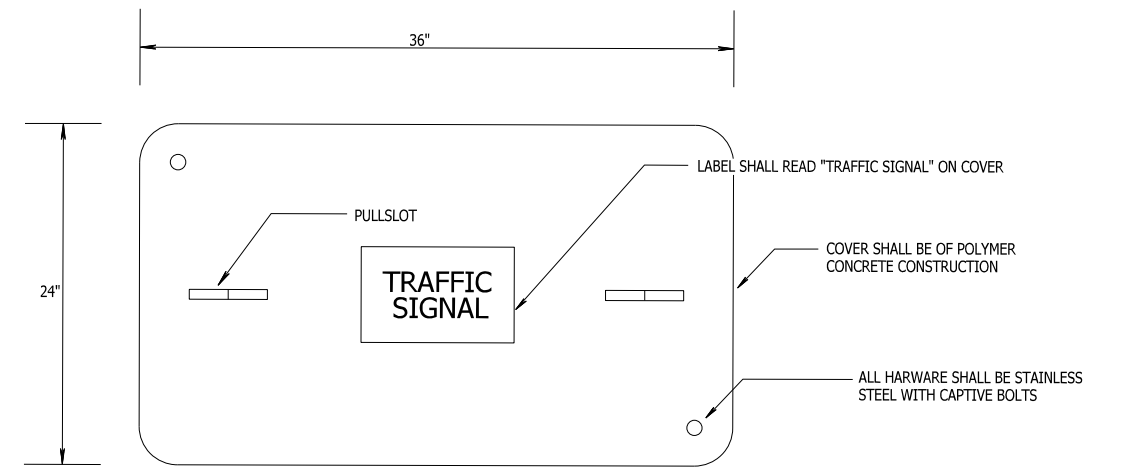 36"
LABEL SHALL READ "TRAFFIC SIGNAL" ON COVER
PULLSLOT
COVER SHALL BE OF POLYMER
CONCRETE CONSTRUCTION
TRAFFIC
SIGNAL
24"
ALL HARWARE SHALL BE STAINLESS
STEEL WITH CAPTIVE BOLTS